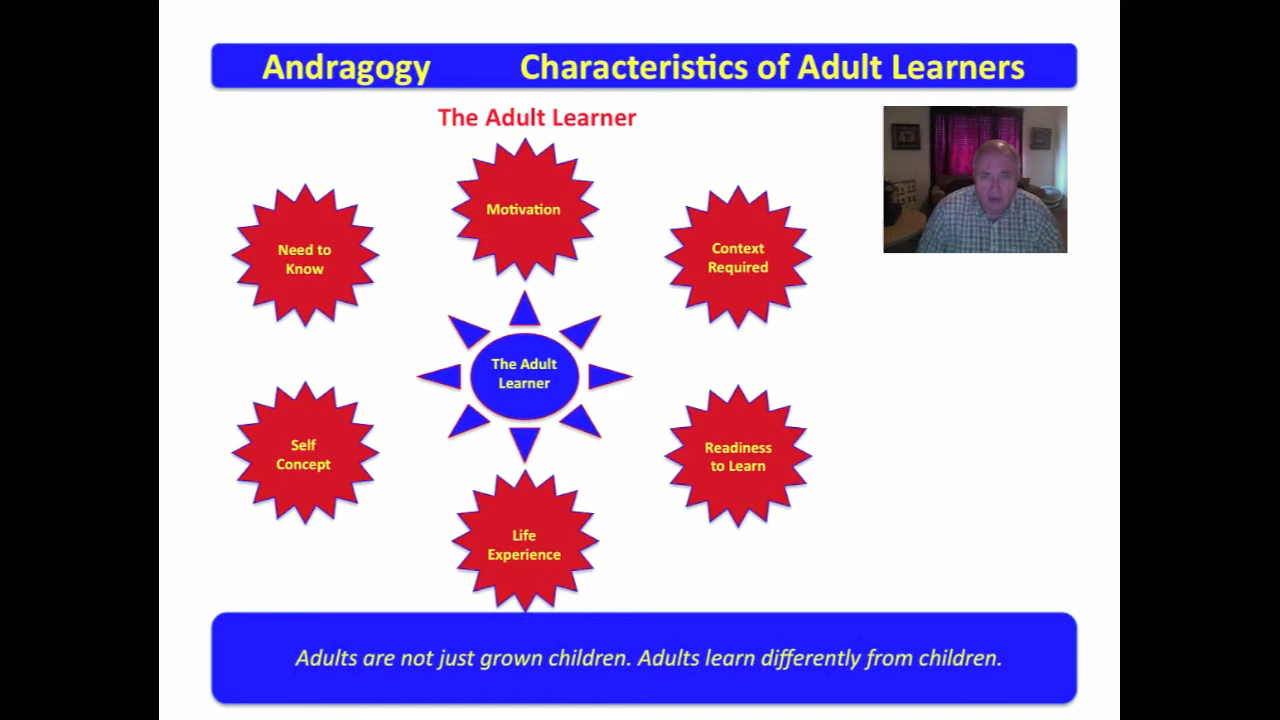 Andragogy Characteristics of Adult Learners
The Adult Learner
Motivation
Need to
Know
Context
Required
The Adult
Learner
Self
Concept
Readiness
to Learn
Life
Experience
Adults are not just grown children. Adults learn differently from children.